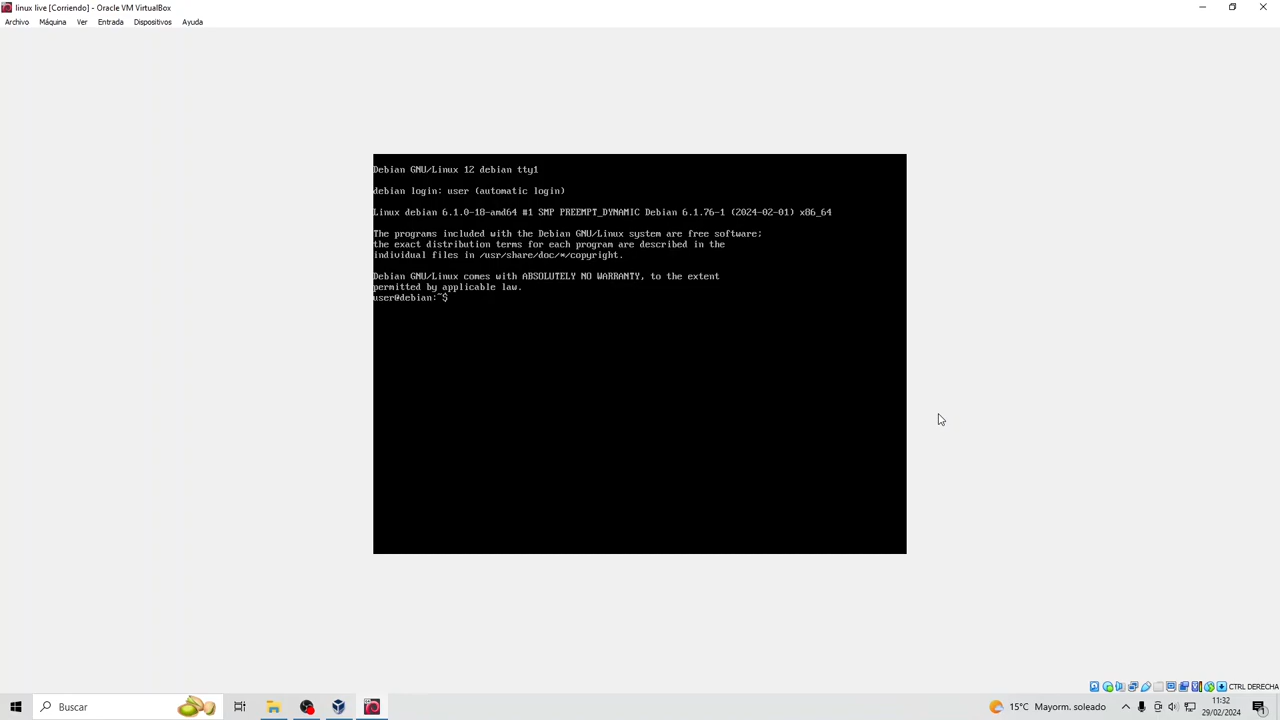 linux live [Corriendo] - Oracle VM VirtualBox
Archivo Máquina Ver Entrada Dispositivos Ayuda
Debian GNU/Linux 12 debian tty1
debian login: user (automatic login)
Linux debian 6.1.0-18-amd64 #1 SMP PREEMPT_DYNAMIC Debian 6.1.76-1 (2024-02-01) x86_64
The programs included with the Debian GNU/Linux system are free software;
the exact distribution terms for each program are described in the
individual files in /usr/share/doc/*/copyright.
Debian GNU/Linux comes with ABSOLUTELY NO WARRANTY, to the extent
permitted by applicable law.
user@debian:~$
CTRL DERECHA
Buscar
15°C Mayorm. soleado
11:32
29/02/2024
1